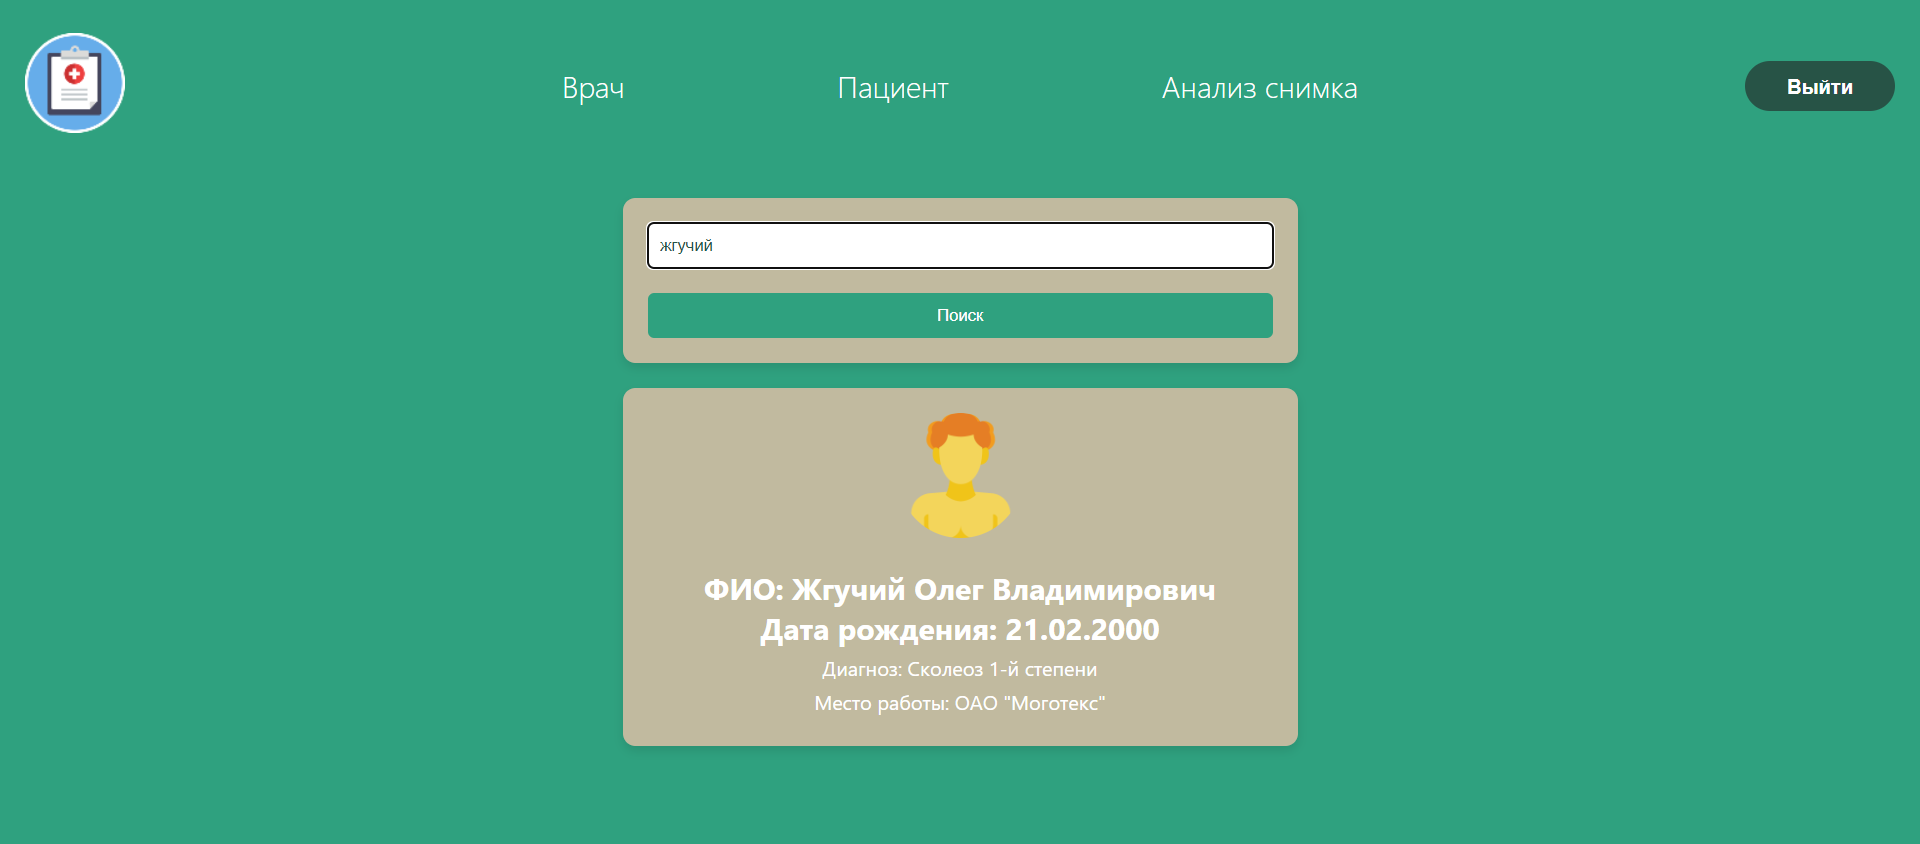 Врач
Пациент
Анализ снимка
Выйти
жгучий
Поиск
ФИО: Жгучий Олег Владимирович
Дата рождения: 21.02.2000
Диагноз: Сколеоз 1-й степени
Место работы: ОАО "Моготекс"